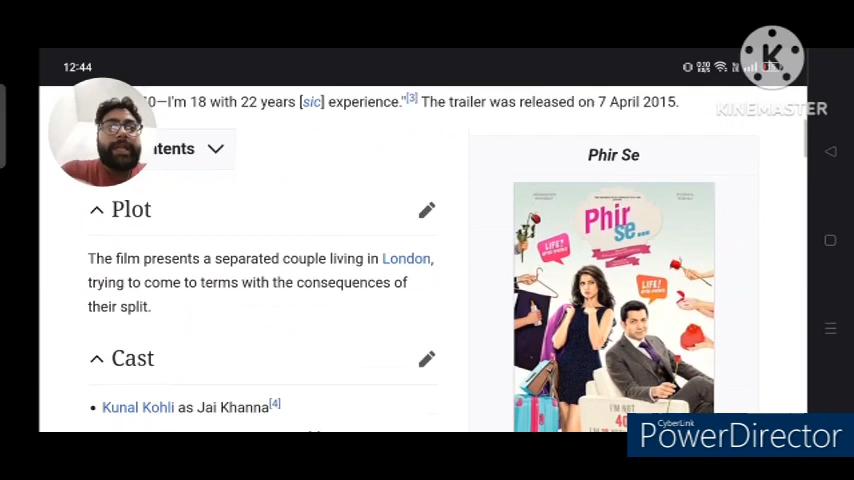 12:44
KINEMASTER
I'm 18 with 22 years [sic] experience."[3] The trailer was released on 7 April 2015.
Phir Se
Plot
The film presents a separated couple living in London,
trying to come to terms with the consequences of
their split.
Cast
• Kunal Kohli as Jai Khanna[4]
Phir
se...
LIFE!
LIFE!
I'M NOT
40
CyberLink
PowerDirector